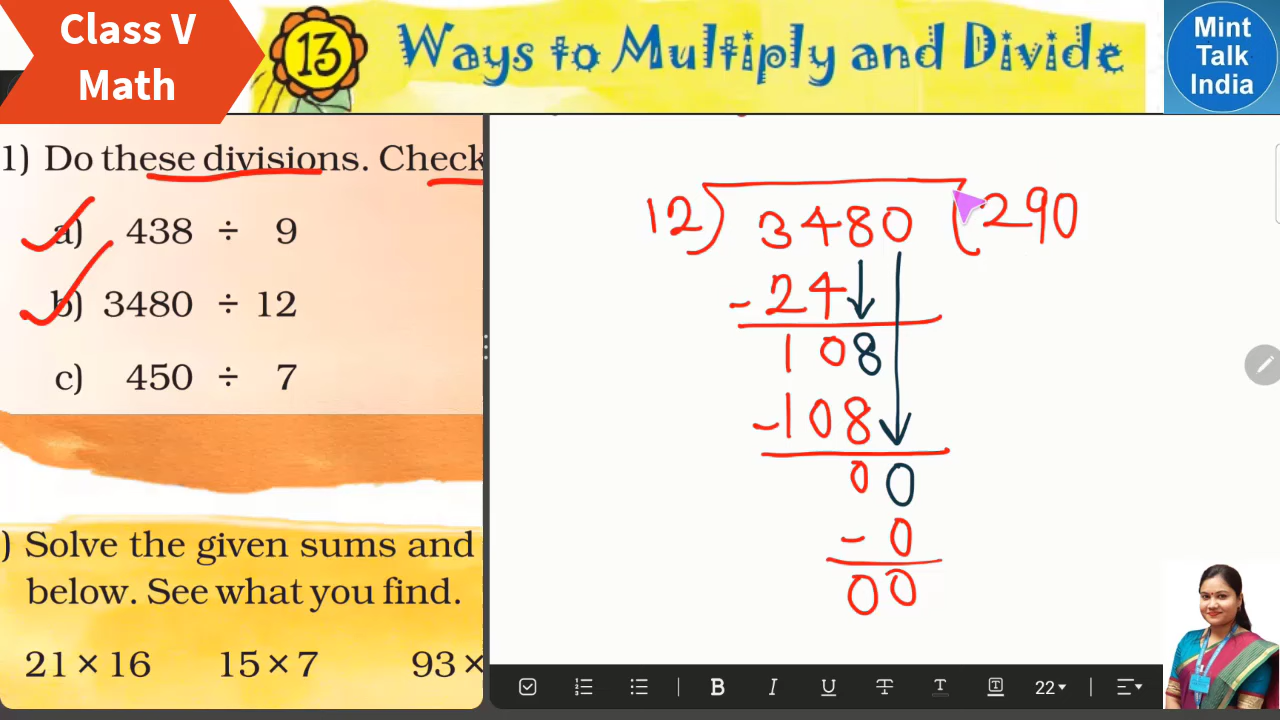 Class V
Math
13 Ways to Multiply and Divide
Mint
Talk
India
1) Do these divisions. Check
a) 438 ÷ 9
b) 3480 ÷ 12
c) 450 ÷ 7
) Solve the given sums and
below. See what you find.
21 × 16 15 × 7 93 ×
12) 3480 (290
- 24
108
- 108
00
- 0
00
B I U T T T 22